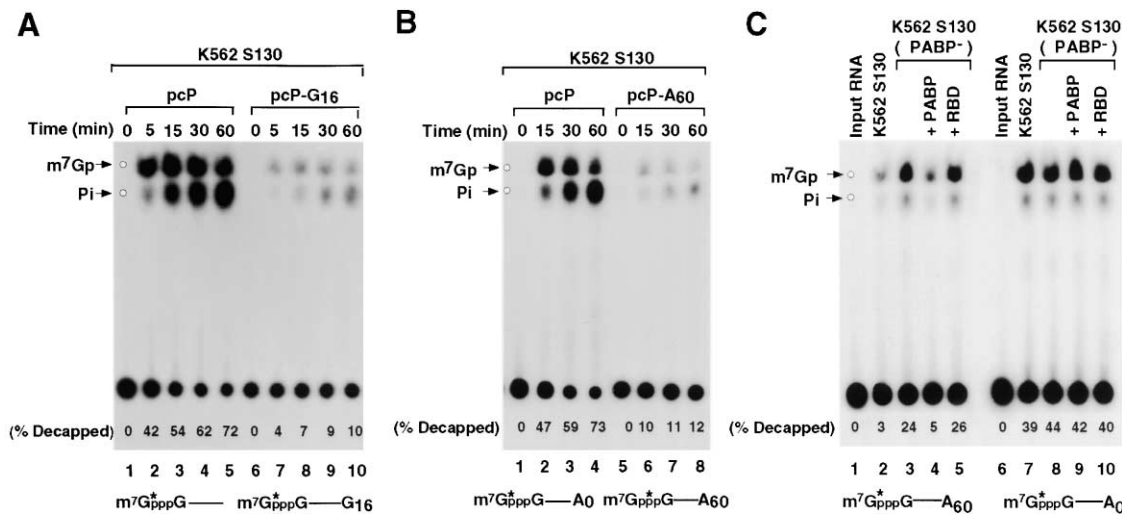 A
K562 S130
pcP pcP-G16
Time (min) 0 5 15 30 60 0 5 15 30 60
m7Gp
Pi
(% Decapped) 0 42 54 62 72 0 4 7 9 10
1 2 3 4 5 6 7 8 9 10
m7G*pppG — m7G*pppG — G16
B
K562 S130
pcP pcP-A60
Time (min) 0 15 30 60 0 15 30 60
m7Gp
Pi
(% Decapped) 0 47 59 73 0 10 11 12
1 2 3 4 5 6 7 8
m7G*pppG — A0 m7G*pppG — A60
C
K562 S130 K562 S130
( PABP- ) ( PABP- )
Input RNA K562 S130 + PABP + RBD Input RNA K562 S130 + PABP + RBD
m7Gp
Pi
(% Decapped) 0 3 24 5 26 0 39 44 42 40
1 2 3 4 5 6 7 8 9 10
m7G*pppG — A60 m7G*pppG — A0